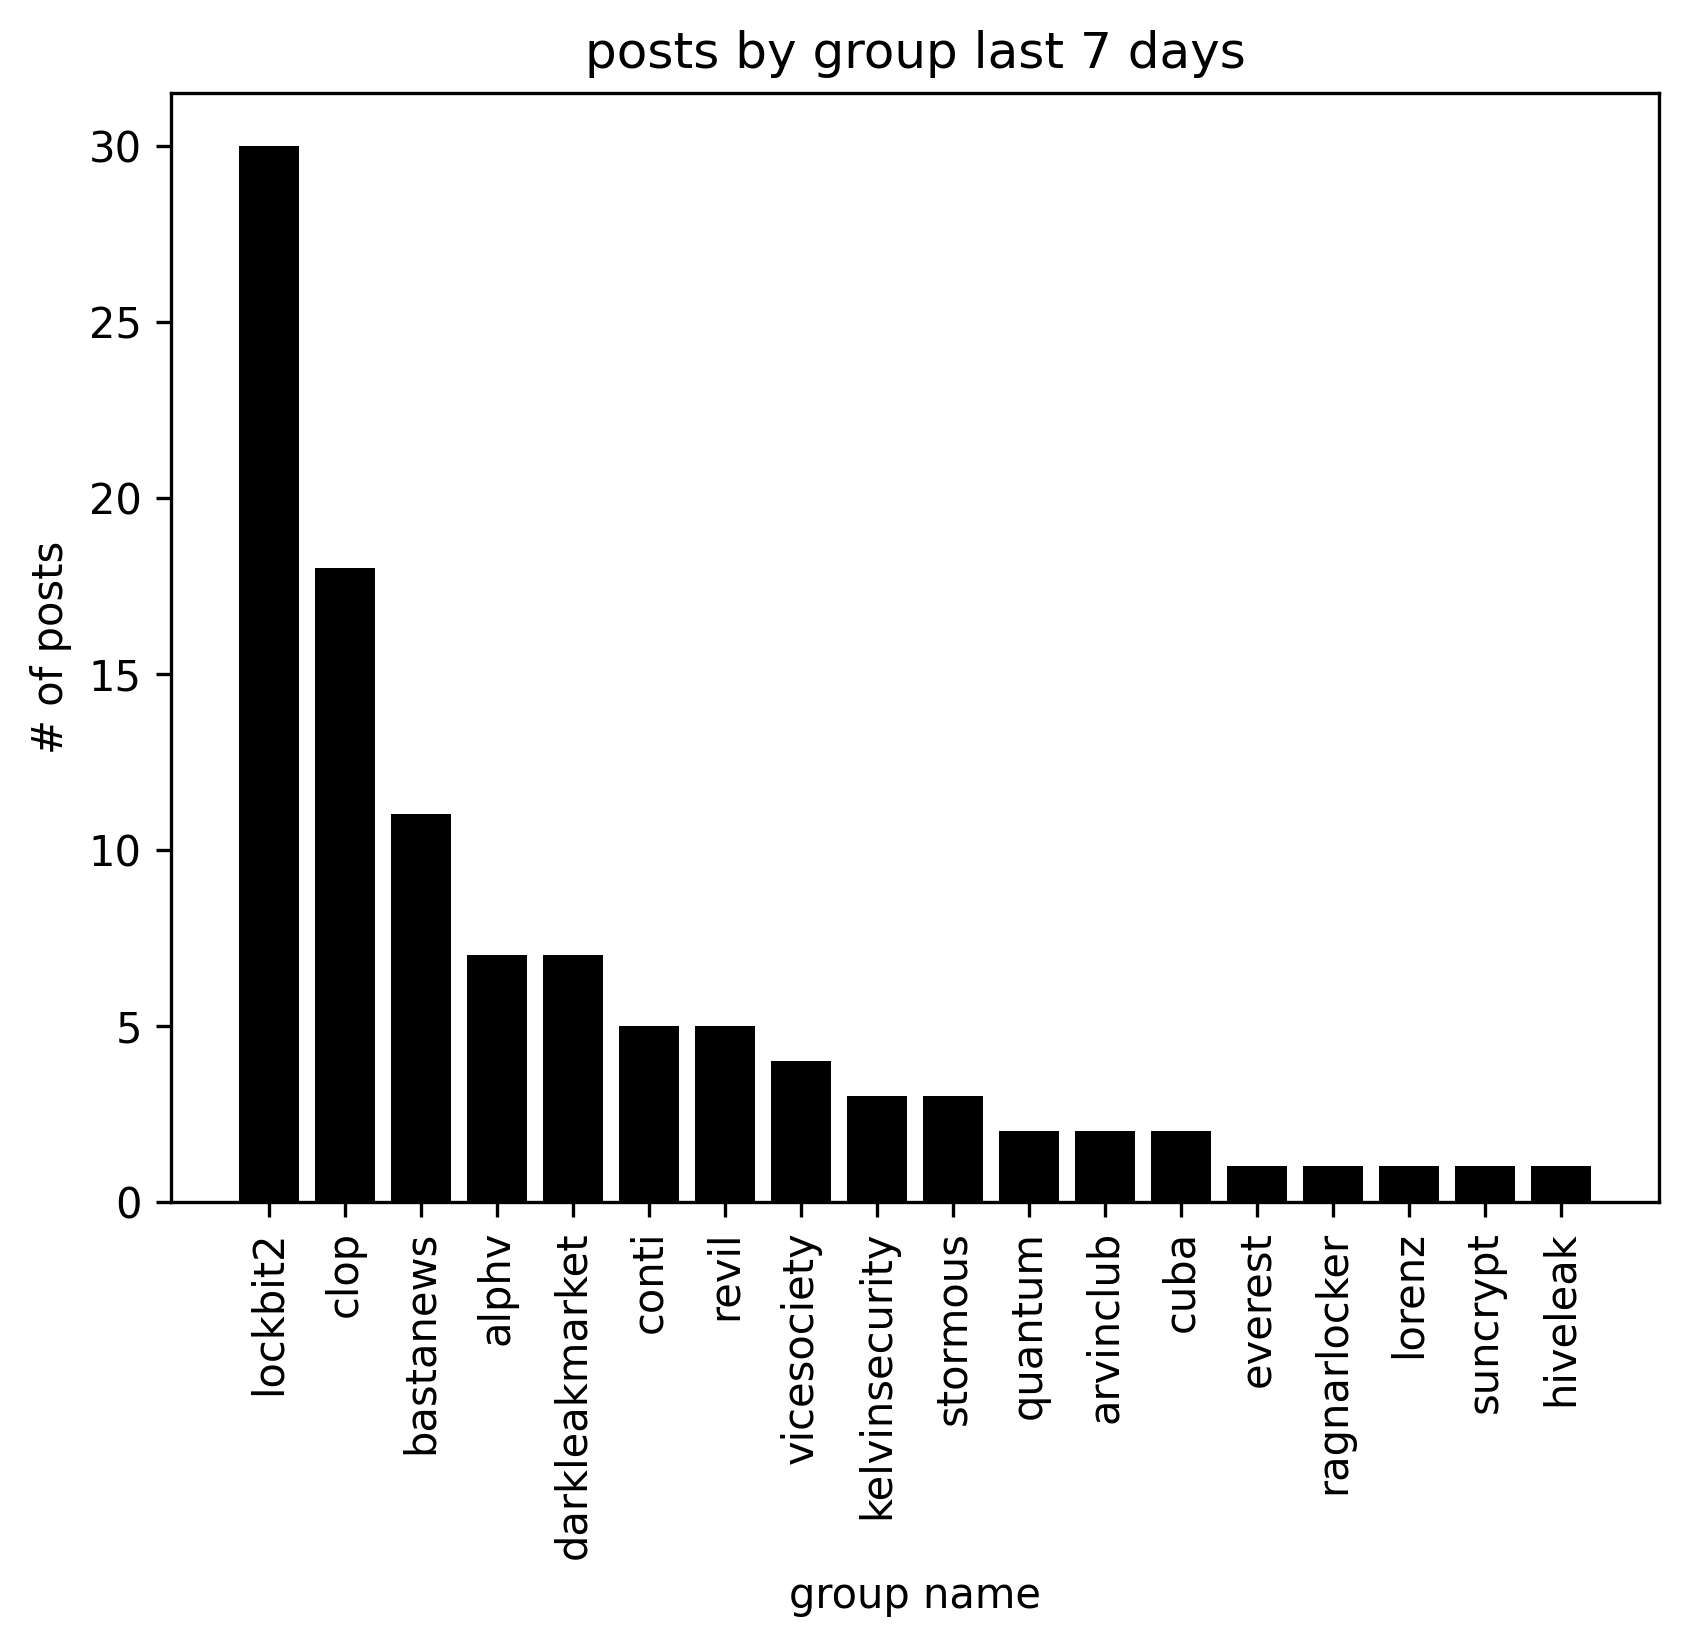 posts by group last 7 days
# of posts
30
25
20
15
10
5
0
lockbit2
clop
bastanews
alphv
darkleakmarket
conti
revil
vicesociety
kelvinsecurity
stormous
quantum
arvinclub
cuba
everest
ragnarlocker
lorenz
suncrypt
hiveleak
group name